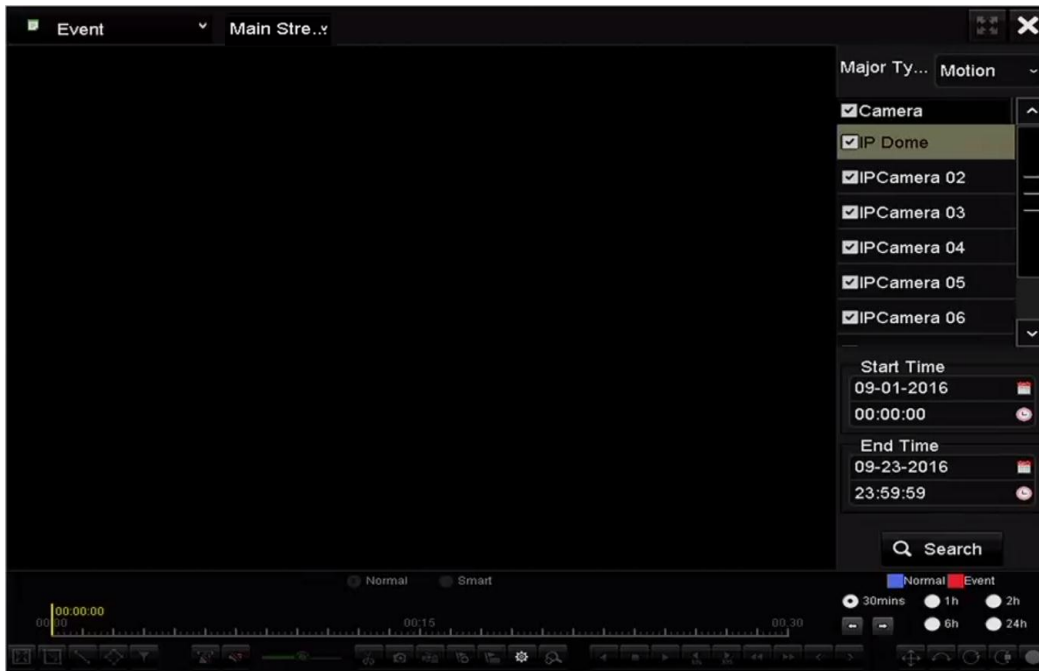 Event
Main Stre..
Major Ty... Motion
Camera
IP Dome
IPCamera 02
IPCamera 03
IPCamera 04
IPCamera 05
IPCamera 06
Start Time
09-01-2016
00:00:00
End Time
09-23-2016
23:59:59
Search
Normal Smart
Normal Event
00:00:00
00:00 00:15 00:30
30mins 1h 2h
6h 24h